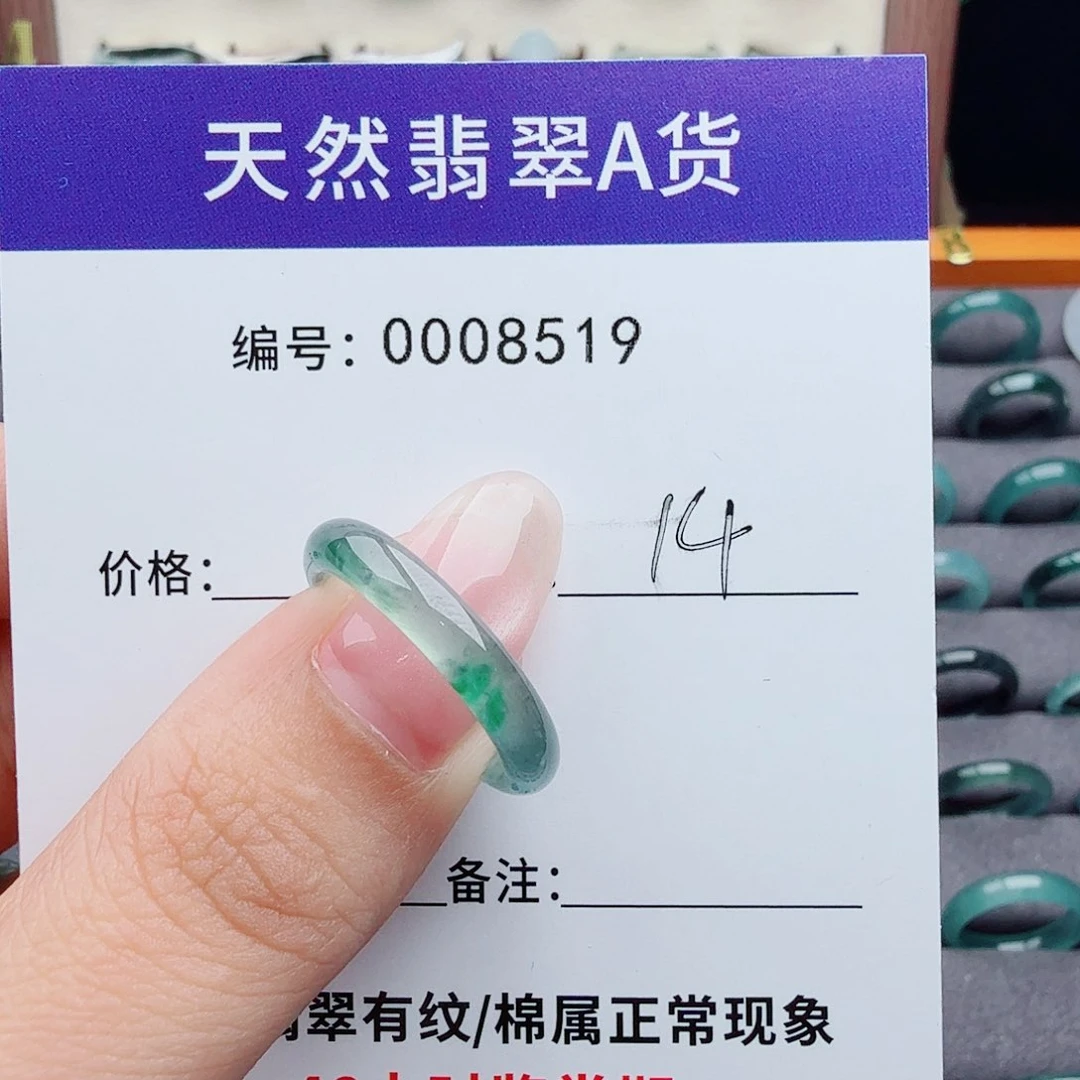 天然翡翠A货
编号：0008519
价格： 14
备注：
翠有纹/棉属正常现象